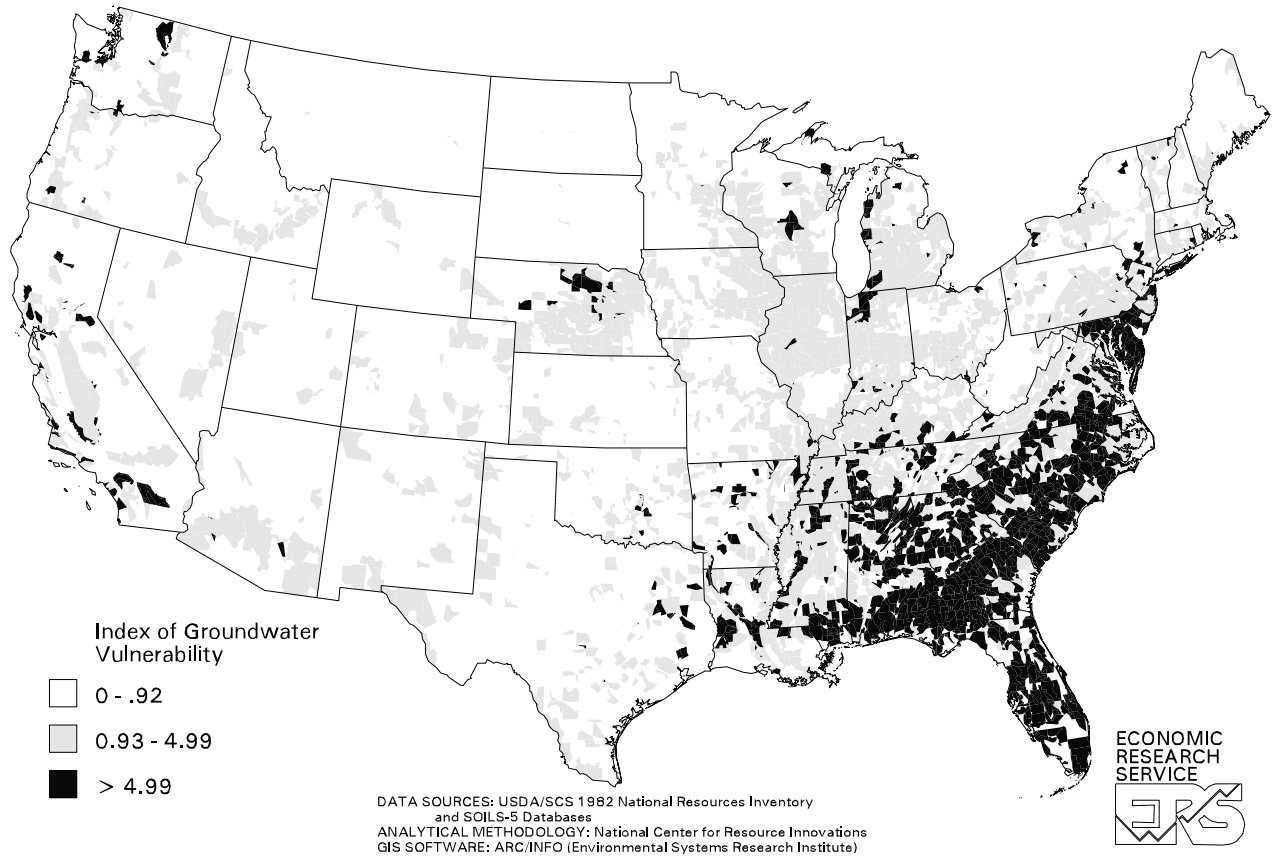 Index of Groundwater
Vulnerability
0 - .92
0.93 - 4.99
> 4.99
DATA SOURCES: USDA/SCS 1982 National Resources Inventory
and SOILS-5 Databases
ANALYTICAL METHODOLOGY: National Center for Resource Innovations
GIS SOFTWARE: ARC/INFO (Environmental Systems Research Institute)
ECONOMIC
RESEARCH
SERVICE
ERS